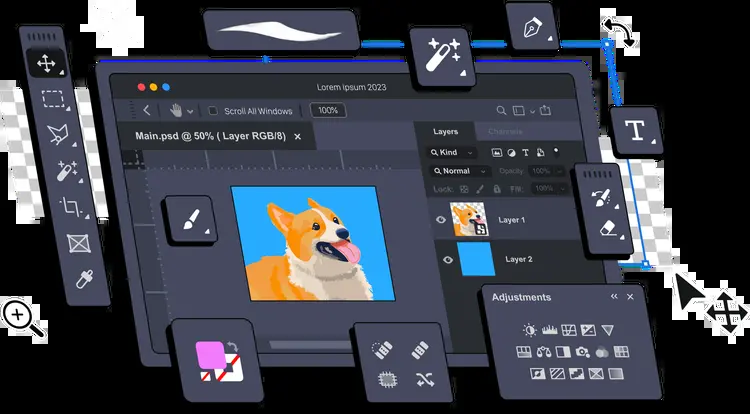 Lorem Ipsum 2023
Scroll All Windows
100%
Main.psd @ 50% ( Layer RGB/8)
Layers
Channels
Kind
Normal
Opacity: 100%
Lock:
Fill: 100%
Layer 1
Layer 2
T
Adjustments